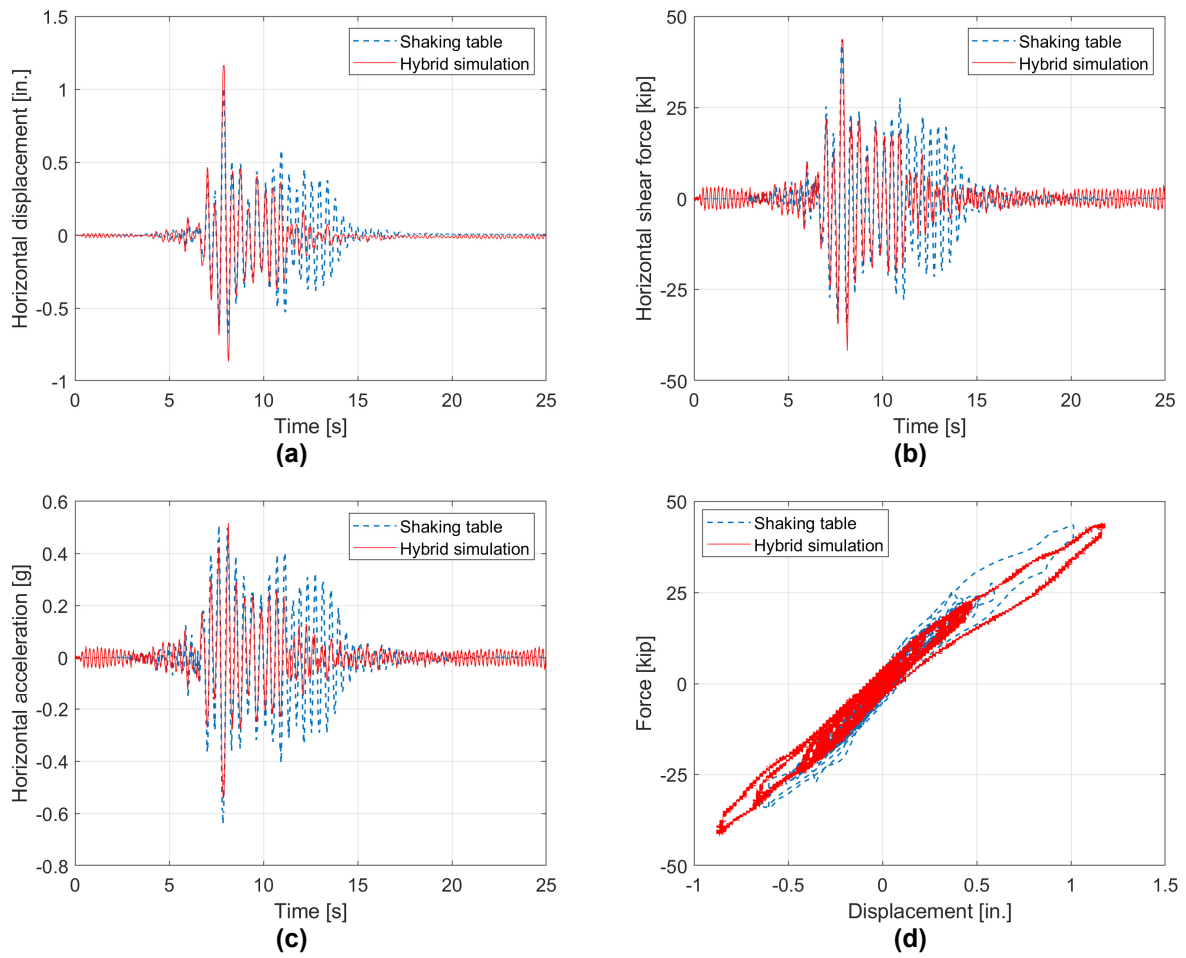 Horizontal displacement [in.]
1.5
1
0.5
0
-0.5
-1
Shaking table
Hybrid simulation
0 5 10 15 20 25
Time [s]
(a)
Horizontal shear force [kip]
50
25
0
-25
-50
Shaking table
Hybrid simulation
0 5 10 15 20 25
Time [s]
(b)
Horizontal acceleration [g]
0.6
0.4
0.2
0
-0.2
-0.4
-0.6
-0.8
Shaking table
Hybrid simulation
0 5 10 15 20 25
Time [s]
(c)
Force [kip]
50
25
0
-25
-50
Shaking table
Hybrid simulation
-1 -0.5 0 0.5 1 1.5
Displacement [in.]
(d)